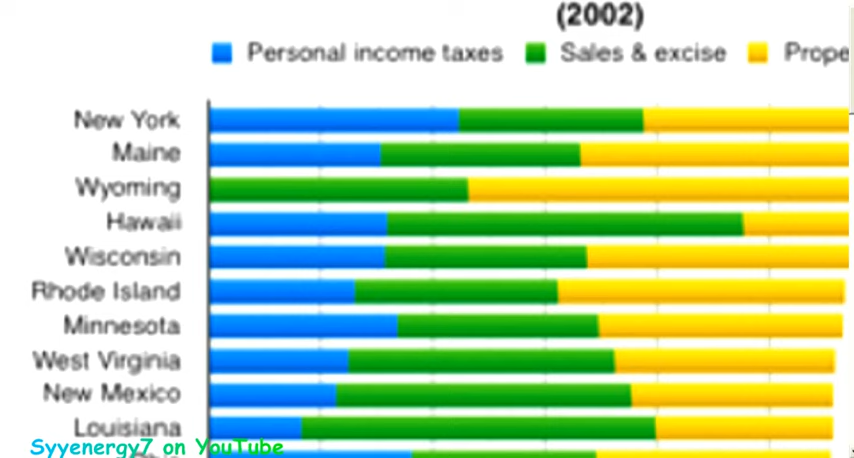 (2002)
Personal income taxes Sales & excise Prope
New York
Maine
Wyoming
Hawaii
Wisconsin
Rhode Island
Minnesota
West Virginia
New Mexico
Louisiana
Syyenergy7 on YouTube